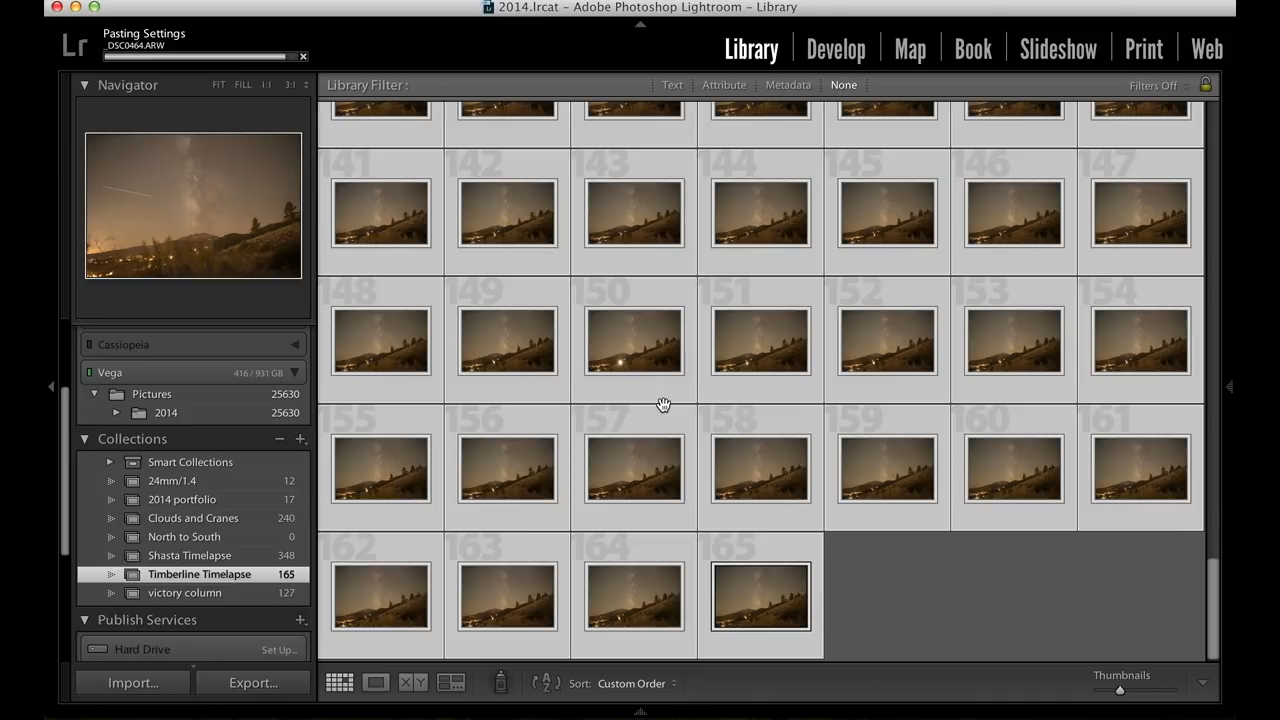 2014.lrcat – Adobe Photoshop Lightroom – Library
Lr
Pasting Settings
_DSC0464.ARW
Library Develop Map Book Slideshow Print Web
Navigator FIT FILL 1:1 3:1
Library Filter : Text Attribute Metadata None Filters Off
141 142 143 144 145 146 147
148 149 150 151 152 153 154
155 156 157 158 159 160 161
162 163 164 165
Cassiopeia
Vega 416 / 931 GB
Pictures 25630
2014 25630
Collections
Smart Collections
24mm/1.4 12
2014 portfolio 17
Clouds and Cranes 240
North to South 0
Shasta Timelapse 348
Timberline Timelapse 165
victory column 127
Publish Services
Hard Drive Set Up...
Import... Export...
XY
Sort: Custom Order
Thumbnails